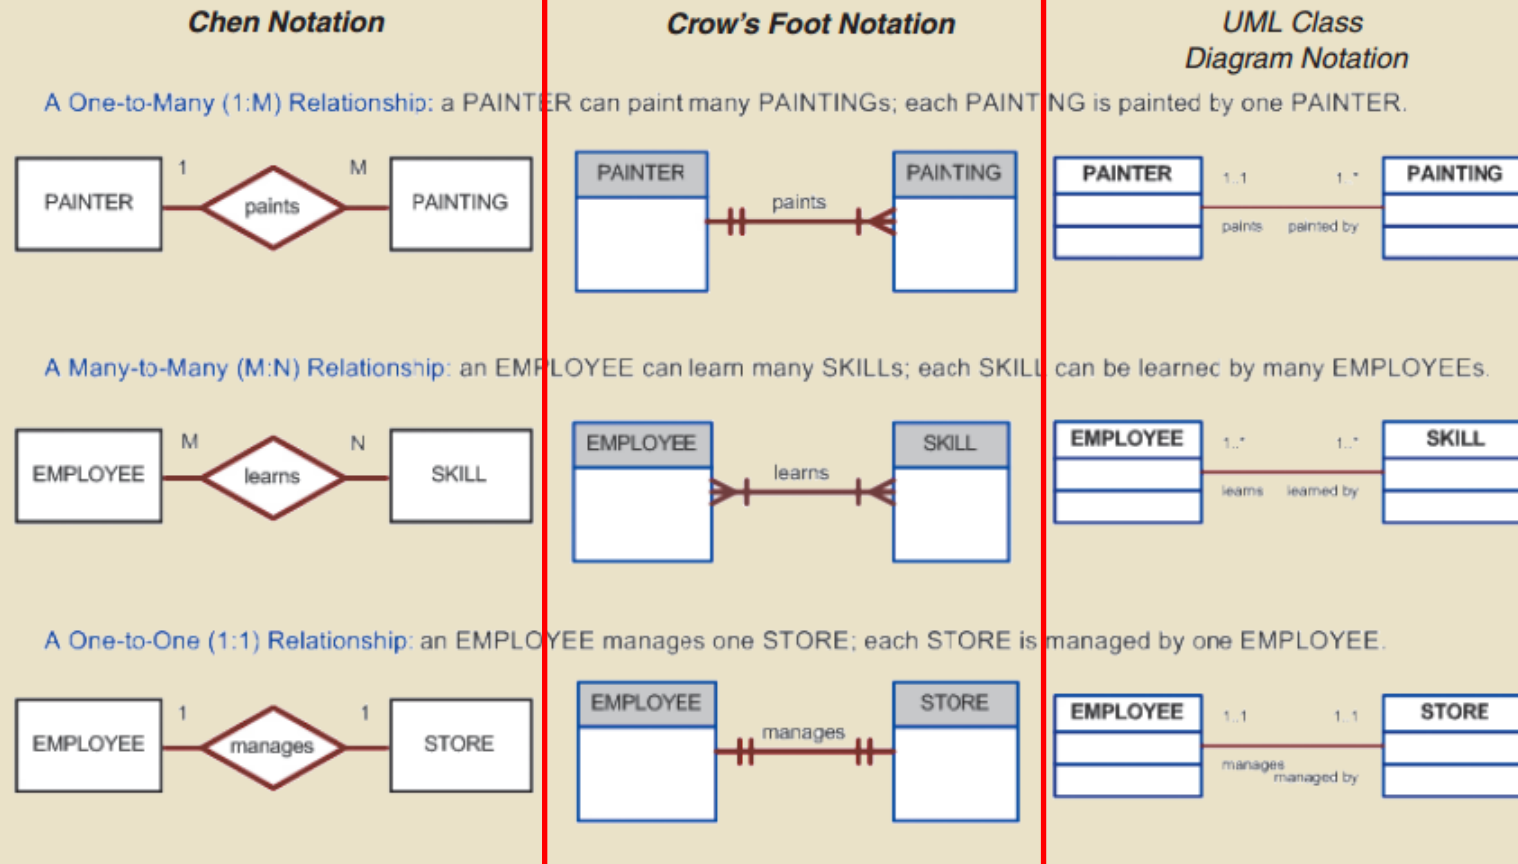 Chen Notation
Crow's Foot Notation
UML Class
Diagram Notation
A One-to-Many (1:M) Relationship: a PAINTER can paint many PAINTINGs; each PAINTING is painted by one PAINTER.
PAINTER
1
paints
M
PAINTING
PAINTER
paints
PAINTING
PAINTER
1..1
1..*
PAINTING
paints
painted by
A Many-to-Many (M:N) Relationship: an EMPLOYEE can learn many SKILLs; each SKILL can be learned by many EMPLOYEEs.
EMPLOYEE
M
learns
N
SKILL
EMPLOYEE
learns
SKILL
EMPLOYEE
1..*
1..*
SKILL
learns
learned by
A One-to-One (1:1) Relationship: an EMPLOYEE manages one STORE; each STORE is managed by one EMPLOYEE.
EMPLOYEE
1
manages
1
STORE
EMPLOYEE
manages
STORE
EMPLOYEE
1..1
1..1
STORE
manages
managed by